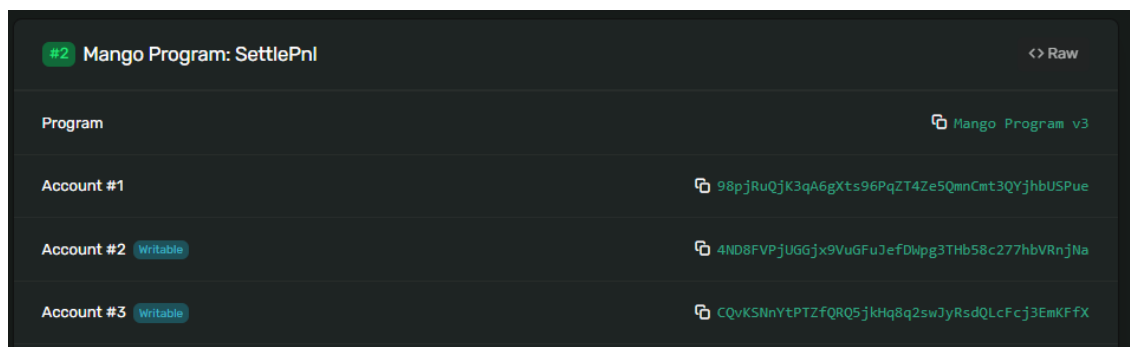 #2 Mango Program: SettlePnl <> Raw
Program Mango Program v3
Account #1 98pjRuQjK3qA6gXts96PqZT4Ze5QmnCmt3QYjhbUSPue
Account #2 Writable 4ND8FVPjUGGjx9VuGFuJefDWpg3THb58c277hbVRnjNa
Account #3 Writable CQvKSNnYtPTZfQRQ5jkHq8q2swJyRsdQLcFcj3EmKFfX